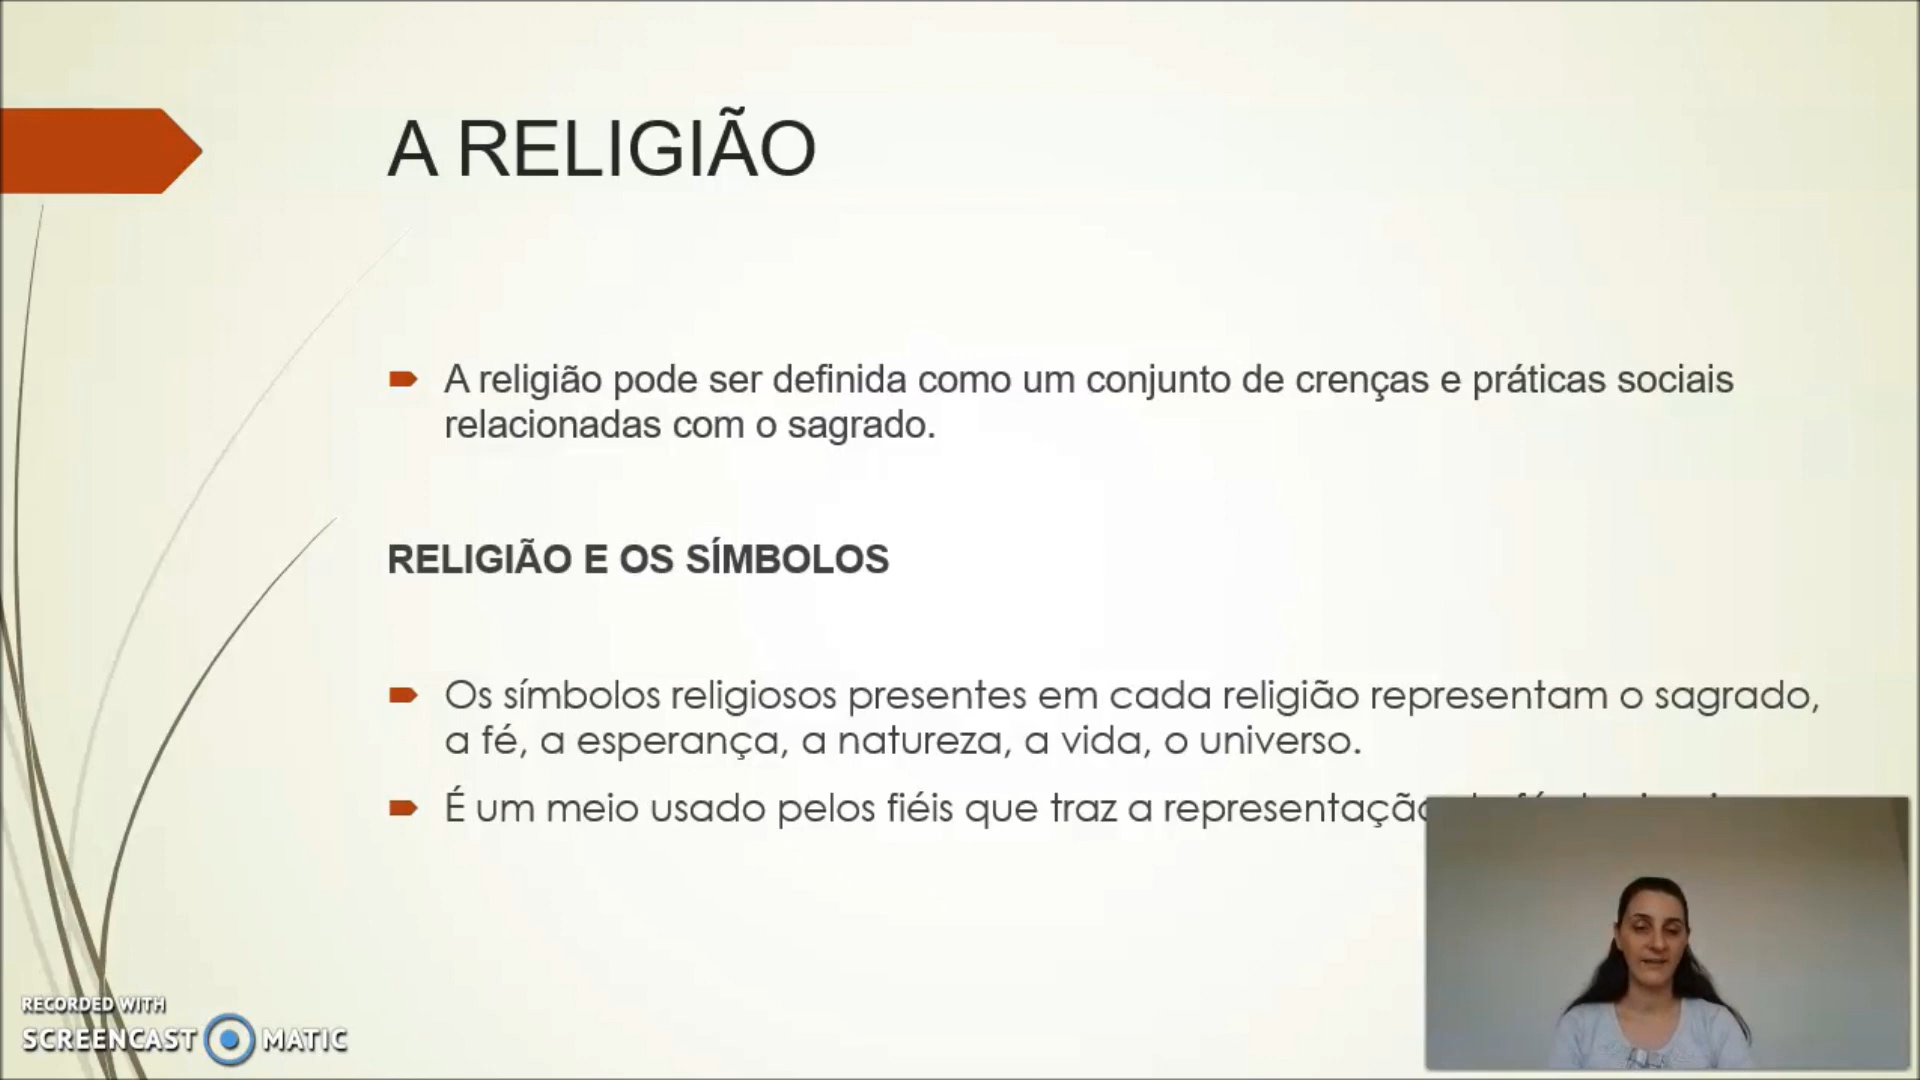 A RELIGIÃO
A religião pode ser definida como um conjunto de crenças e práticas sociais
relacionadas com o sagrado.
RELIGIÃO E OS SÍMBOLOS
Os símbolos religiosos presentes em cada religião representam o sagrado,
a fé, a esperança, a natureza, a vida, o universo.
É um meio usado pelos fiéis que traz a representação
RECORDED WITH
SCREENCAST MATIC